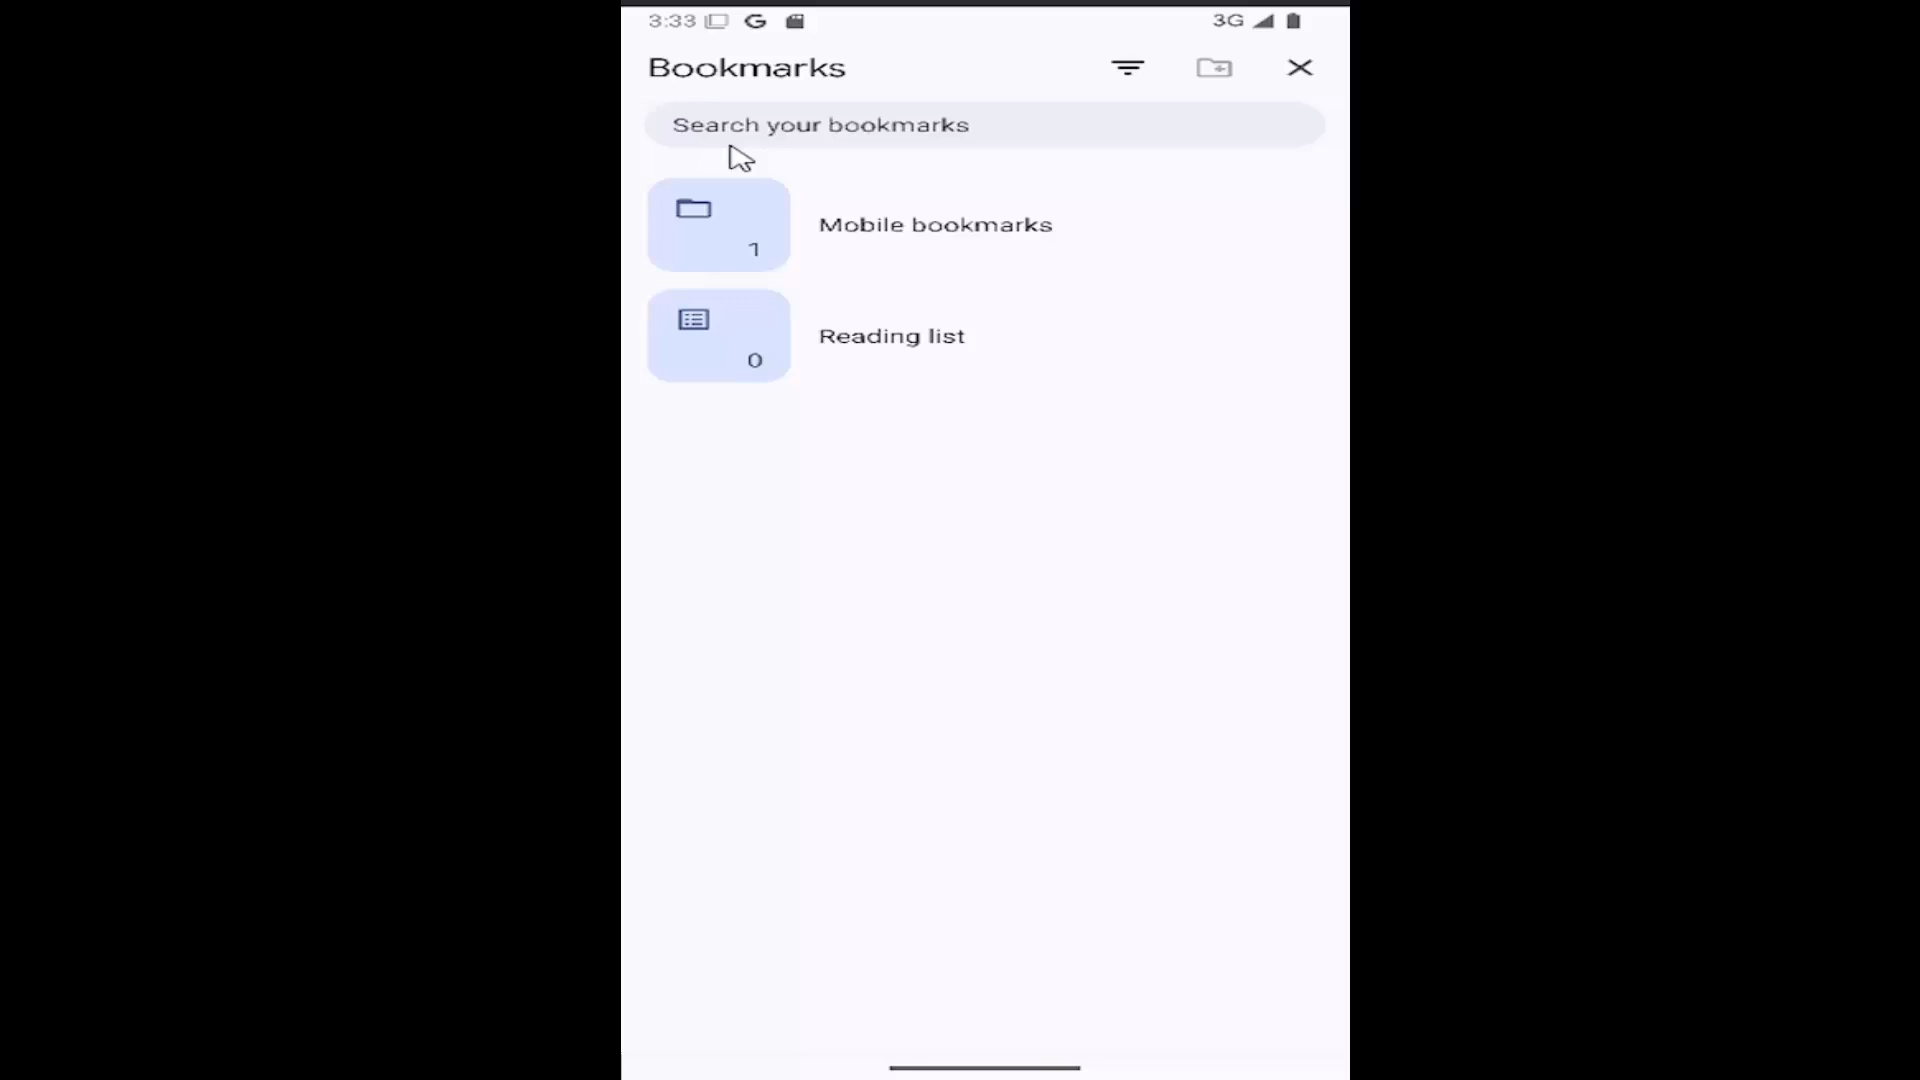 3:33 G 3G
Bookmarks
Search your bookmarks
1
Mobile bookmarks
0
Reading list